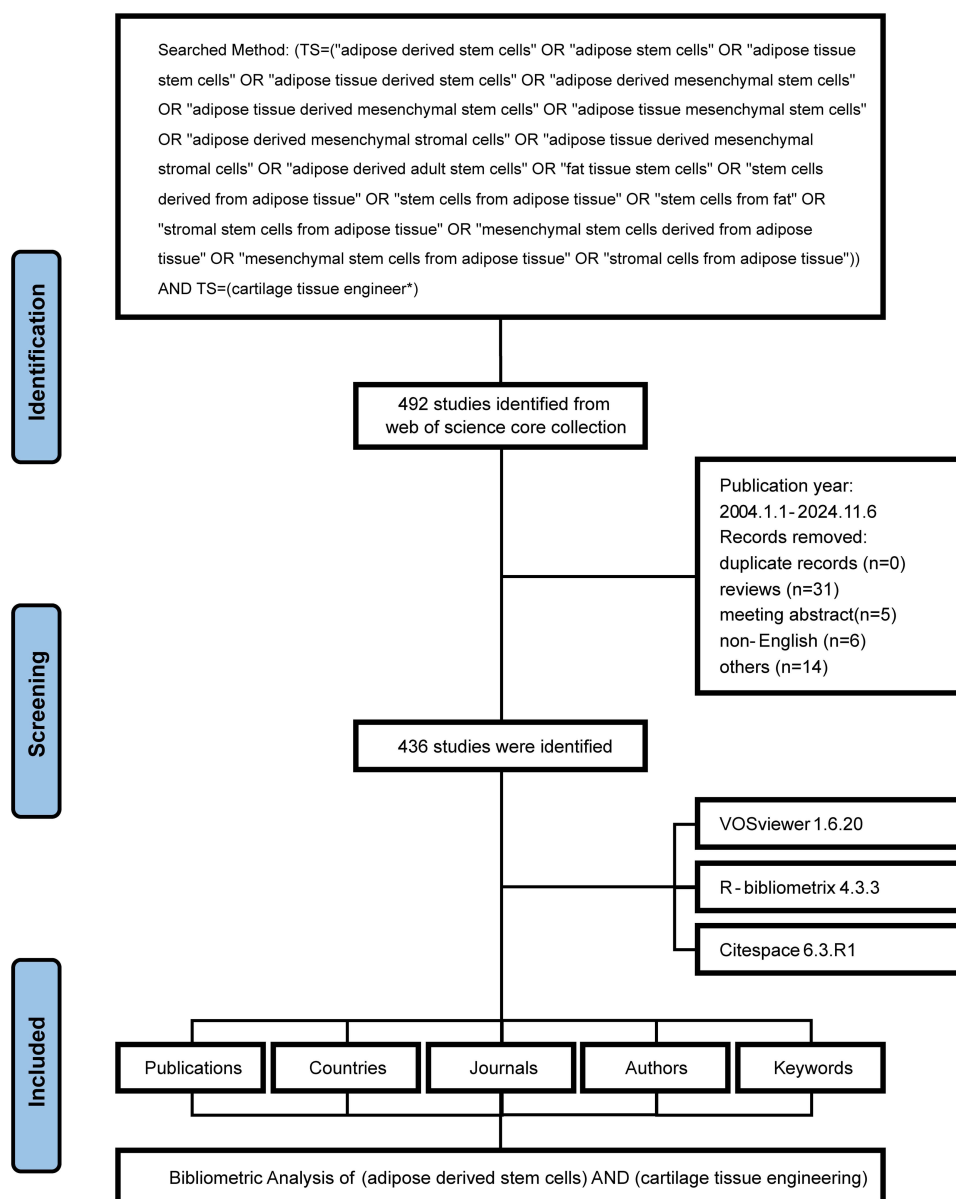 Searched Method: (TS=("adipose derived stem cells" OR "adipose stem cells" OR "adipose tissue
stem cells" OR "adipose tissue derived stem cells" OR "adipose derived mesenchymal stem cells"
OR "adipose tissue derived mesenchymal stem cells" OR "adipose tissue mesenchymal stem cells"
OR "adipose derived mesenchymal stromal cells" OR "adipose tissue derived mesenchymal
stromal cells" OR "adipose derived adult stem cells" OR "fat tissue stem cells" OR "stem cells
derived from adipose tissue" OR "stem cells from adipose tissue" OR "stem cells from fat" OR
"stromal stem cells from adipose tissue" OR "mesenchymal stem cells derived from adipose
tissue" OR "mesenchymal stem cells from adipose tissue" OR "stromal cells from adipose tissue"))
AND TS=(cartilage tissue engineer*)
Identification
492 studies identified from
web of science core collection
Publication year:
2004.1.1-2024.11.6
Records removed:
duplicate records (n=0)
reviews (n=31)
meeting abstract(n=5)
non-English (n=6)
others (n=14)
Screening
436 studies were identified
VOSviewer 1.6.20
R-bibliometrix 4.3.3
Citespace 6.3.R1
Included
Publications
Countries
Journals
Authors
Keywords
Bibliometric Analysis of (adipose derived stem cells) AND (cartilage tissue engineering)